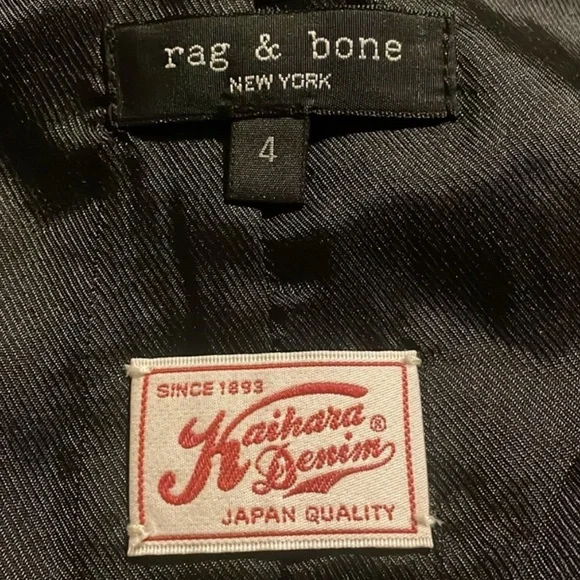 rag & bone
NEW YORK
4
SINCE 1893
Kaihara®
Denim
JAPAN QUALITY